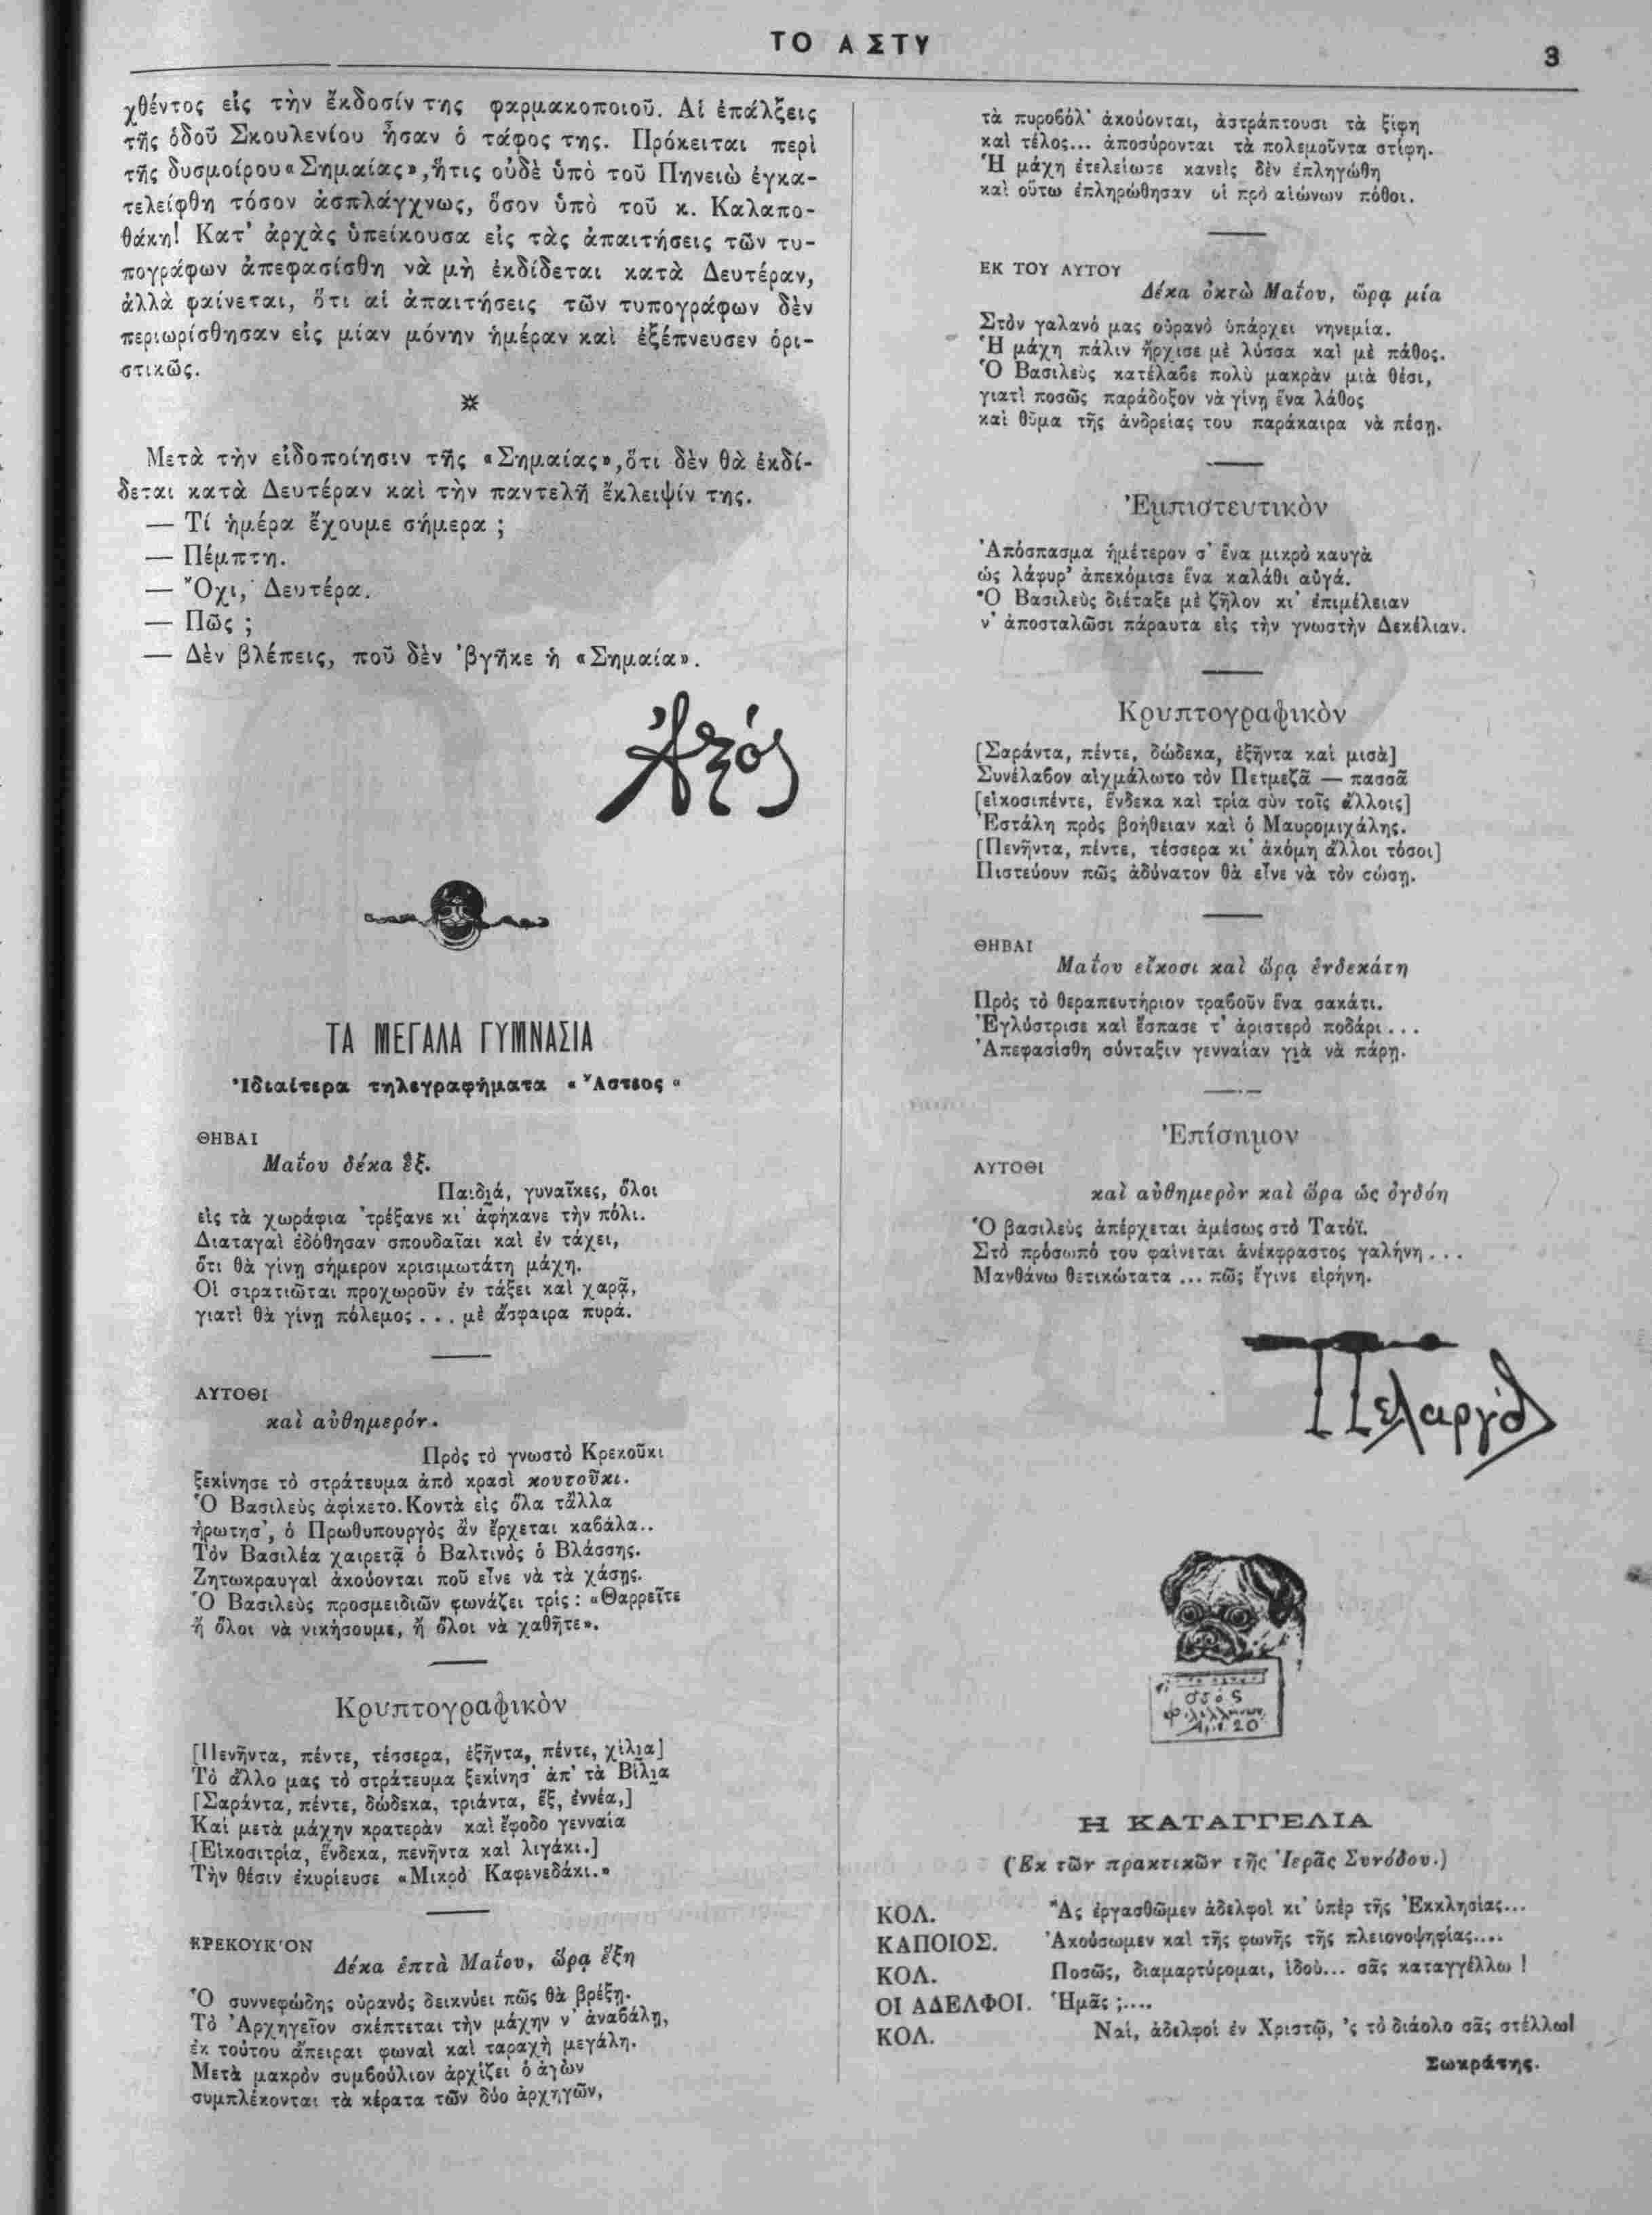 ΤΟ ΑΣΤΥ
3
χθέντος εἰς τὴν ἔκδοσίν της φαρμακοποιοῦ. Αἱ ἐπάλξεις
τῆς ὁδοῦ Σκουλενίου ἦσαν ὁ τάφος της. Πρόκειται περὶ
τῆς δυσμοίρου «Σημαίας», ἥτις οὐδὲ ὑπὸ τοῦ Πηνειῶ ἐγκα-
τελείφθη τόσον ἀσπλάγχνως, ὅσον ὑπὸ τοῦ κ. Καλαπο-
θάκη! Κατ' ἀρχὰς ὑπείκουσα εἰς τὰς ἀπαιτήσεις τῶν τυ-
πογράφων ἀπεφασίσθη νὰ μὴ ἐκδίδεται κατὰ Δευτέραν,
ἀλλὰ φαίνεται, ὅτι αἱ ἀπαιτήσεις τῶν τυπογράφων δὲν
περιωρίσθησαν εἰς μίαν μόνην ἡμέραν καὶ ἐξέπνευσεν ὁρι-
στικῶς.
Μετὰ τὴν εἰδοποίησιν τῆς «Σημαίας», ὅτι δὲν θὰ ἐκδί-
δεται κατὰ Δευτέραν καὶ τὴν παντελῆ ἔκλειψίν της.
— Τί ἡμέρα ἔχουμε σήμερα ;
— Πέμπτη.
— Ὄχι, Δευτέρα.
— Πῶς ;
— Δὲν βλέπεις, ποῦ δὲν 'βγῆκε ἡ «Σημαία».
ΤΑ ΜΕΓΑΛΑ ΓΥΜΝΑΣΙΑ
Ἰδιαίτερα τηλεγραφήματα « Ἄστεος «
ΘΗΒΑΙ
Μαΐου δέκα ἕξ.
Παιδιά, γυναῖκες, ὅλοι
εἰς τὰ χωράφια 'τρέξανε κι' ἀφήκανε τὴν πόλι.
Διαταγαὶ ἐδόθησαν σπουδαῖαι καὶ ἐν τάχει,
ὅτι θὰ γίνῃ σήμερον κρισιμωτάτη μάχη.
Οἱ στρατιῶται προχωροῦν ἐν τάξει καὶ χαρᾷ,
γιατὶ θὰ γίνῃ πόλεμος . . . μὲ ἄσφαιρα πυρά.
ΑΥΤΟΘΙ
καὶ αὐθημερόν.
Πρὸς τὸ γνωστὸ Κρεκοῦκι
ξεκίνησε τὸ στράτευμα ἀπὸ κρασὶ κουτοῦκι.
Ὁ Βασιλεὺς ἀφίκετο. Κοντὰ εἰς ὅλα τἄλλα
ἠρώτησ', ὁ Πρωθυπουργὸς ἂν ἔρχεται καβάλα..
Τὸν Βασιλέα χαιρετᾷ ὁ Βαλτινὸς ὁ Βλάσσης.
Ζητωκραυγαὶ ἀκούονται ποῦ εἶνε νὰ τὰ χάσῃς.
Ὁ Βασιλεὺς προσμειδιῶν φωνάζει τρίς : «Θαρρεῖτε
ἢ ὅλοι νὰ νικήσουμε, ἢ ὅλοι νὰ χαθῆτε».
Κρυπτογραφικὸν
[Πενῆντα, πέντε, τέσσερα, ἑξῆντα, πέντε, χίλια]
Τὸ ἄλλο μας τὸ στράτευμα ξεκίνησ' ἀπ' τὰ Βίλια
[Σαράντα, πέντε, δώδεκα, τριάντα, ἕξ, ἐννέα,]
Καὶ μετὰ μάχην κρατερὰν καὶ ἔφοδο γενναία
[Εἰκοσιτρία, ἕνδεκα, πενῆντα καὶ λιγάκι.]
Τὴν θέσιν ἐκυρίευσε «Μικρὸ Καφενεδάκι.»
ΚΡΕΚΟΥΚ'ΟΝ
Δέκα ἑπτὰ Μαΐου, ὥρᾳ ἕξη
Ὁ συννεφώδης οὐρανὸς δεικνύει πῶς θὰ βρέξῃ.
Τὸ Ἀρχηγεῖον σκέπτεται τὴν μάχην ν' ἀναβάλῃ,
ἐκ τούτου ἄπειραι φωναὶ καὶ ταραχὴ μεγάλη.
Μετὰ μακρὸν συμβούλιον ἀρχίζει ὁ ἀγὼν
συμπλέκονται τὰ κέρατα τῶν δύο ἀρχηγῶν,
τὰ πυροβόλ' ἀκούονται, ἀστράπτουσι τὰ ξίφη
καὶ τέλος... ἀποσύρονται τὰ πολεμοῦντα στίφη.
Ἡ μάχη ἐτελείωσε κανεὶς δὲν ἐπληγώθη
καὶ οὕτω ἐπληρώθησαν οἱ πρὸ αἰώνων πόθοι.
ΕΚ ΤΟΥ ΑΥΤΟΥ
Δέκα ὀκτὼ Μαΐου, ὥρᾳ μία
Στὸν γαλανό μας οὐρανὸ ὑπάρχει νηνεμία.
Ἡ μάχη πάλιν ἤρχισε μὲ λύσσα καὶ μὲ πάθος.
Ὁ Βασιλεὺς κατέλαβε πολὺ μακρὰν μιὰ θέσι,
γιατὶ ποσῶς παράδοξον νὰ γίνῃ ἕνα λάθος
καὶ θῦμα τῆς ἀνδρείας του παράκαιρα νὰ πέσῃ.
Ἐμπιστευτικὸν
Ἀπόσπασμα ἡμέτερον σ' ἕνα μικρὸ καυγὰ
ὡς λάφυρ' ἀπεκόμισε ἕνα καλάθι αὐγά.
Ὁ Βασιλεὺς διέταξε μὲ ζῆλον κι' ἐπιμέλειαν
ν' ἀποσταλῶσι πάραυτα εἰς τὴν γνωστὴν Δεκέλιαν.
Κρυπτογραφικὸν
[Σαράντα, πέντε, δώδεκα, ἑξῆντα καὶ μισὰ]
Συνέλαβον αἰχμάλωτο τὸν Πετμεζᾶ — πασσᾶ
[εἰκοσιπέντε, ἕνδεκα καὶ τρία σὺν τοῖς ἄλλοις]
Ἐστάλη πρὸς βοήθειαν καὶ ὁ Μαυρομιχάλης.
[Πενῆντα, πέντε, τέσσερα κι' ἀκόμη ἄλλοι τόσοι]
Πιστεύουν πῶς ἀδύνατον θὰ εἶνε νὰ τὸν σώσῃ.
ΘΗΒΑΙ
Μαΐου εἴκοσι καὶ ὥρᾳ ἑνδεκάτη
Πρὸς τὸ θεραπευτήριον τραβοῦν ἕνα σακάτι.
Ἐγλύστρισε καὶ ἔσπασε τ' ἀριστερὸ ποδάρι . . .
Ἀπεφασίσθη σύνταξιν γενναίαν γιὰ νὰ πάρῃ.
Ἐπίσημον
ΑΥΤΟΘΙ
καὶ αὐθημερὸν καὶ ὥρα ὡς ὀγδόη
Ὁ βασιλεὺς ἀπέρχεται ἀμέσως στὸ Τατόϊ.
Στὸ πρόσωπό του φαίνεται ἀνέκφραστος γαλήνη . . .
Μανθάνω θετικώτατα ... πῶς ἔγινε εἰρήνη.
Πελαργός
Η ΚΑΤΑΓΓΕΛΙΑ
(Ἐκ τῶν πρακτικῶν τῆς Ἱερᾶς Συνόδου.)
ΚΟΛ. Ἂς ἐργασθῶμεν ἀδελφοὶ κι' ὑπὲρ τῆς Ἐκκλησίας...
ΚΑΠΟΙΟΣ. Ἀκούσωμεν καὶ τῆς φωνῆς τῆς πλειονοψηφίας....
ΚΟΛ. Ποσῶς, διαμαρτύρομαι, ἰδού... σᾶς καταγγέλλω !
ΟΙ ΑΔΕΛΦΟΙ. Ἡμᾶς ;....
ΚΟΛ. Ναί, ἀδελφοί ἐν Χριστῷ, 'ς τὸ διάολο σᾶς στέλλω!
Σωκράτης.